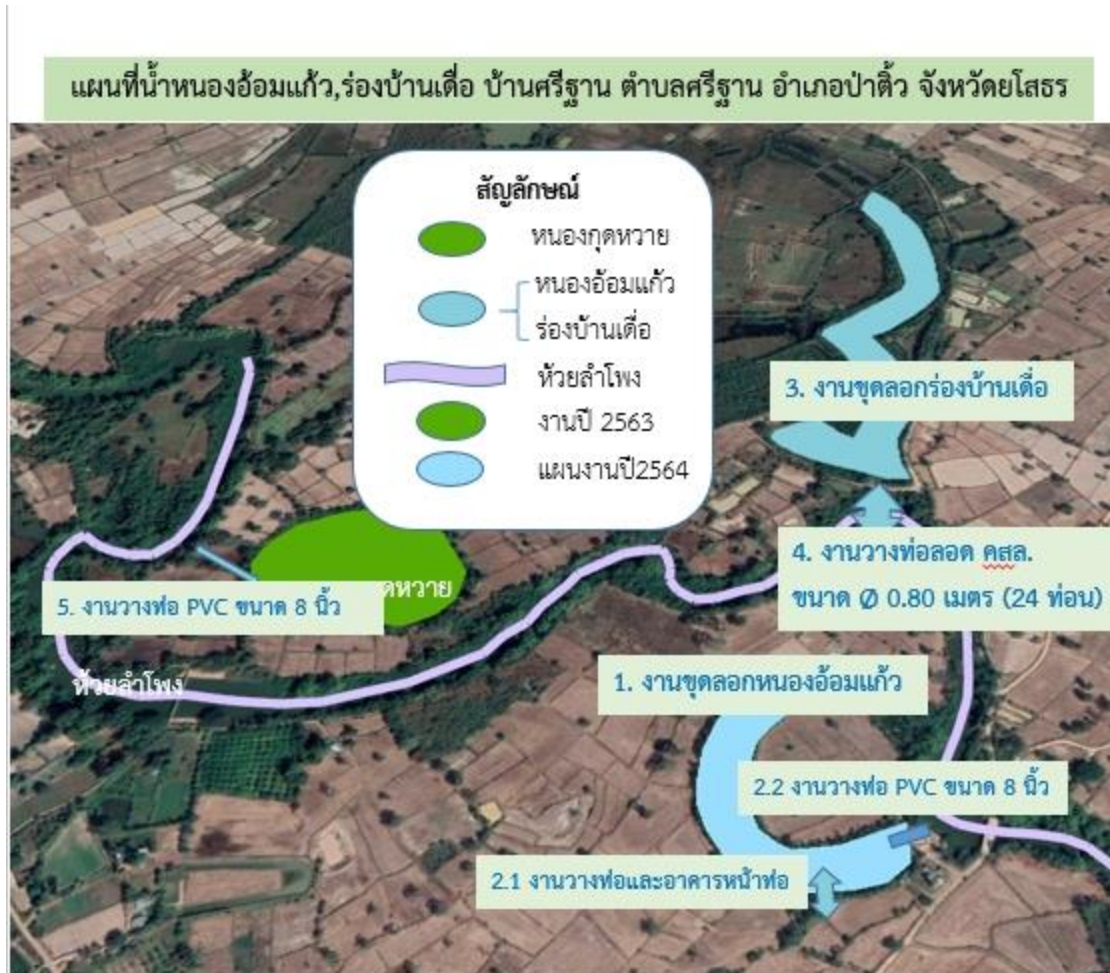 แผนที่น้ำหนองอ้อมแก้ว,ร่องบ้านเดื่อ บ้านศรีฐาน ตำบลศรีฐาน อำเภอป่าติ้ว จังหวัดยโสธร
สัญลักษณ์
หนองกุดหวาย
หนองอ้อมแก้ว
ร่องบ้านเดื่อ
ห้วยลำโพง
งานปี 2563
แผนงานปี2564
3. งานขุดลอกร่องบ้านเดื่อ
4. งานวางท่อลอด คสล.
ขนาด Ø 0.80 เมตร (24 ท่อน)
ดหวาย
5. งานวางท่อ PVC ขนาด 8 นิ้ว
ห้วยลำโพง
1. งานขุดลอกหนองอ้อมแก้ว
2.2 งานวางท่อ PVC ขนาด 8 นิ้ว
2.1 งานวางท่อและอาคารหน้าท่อ